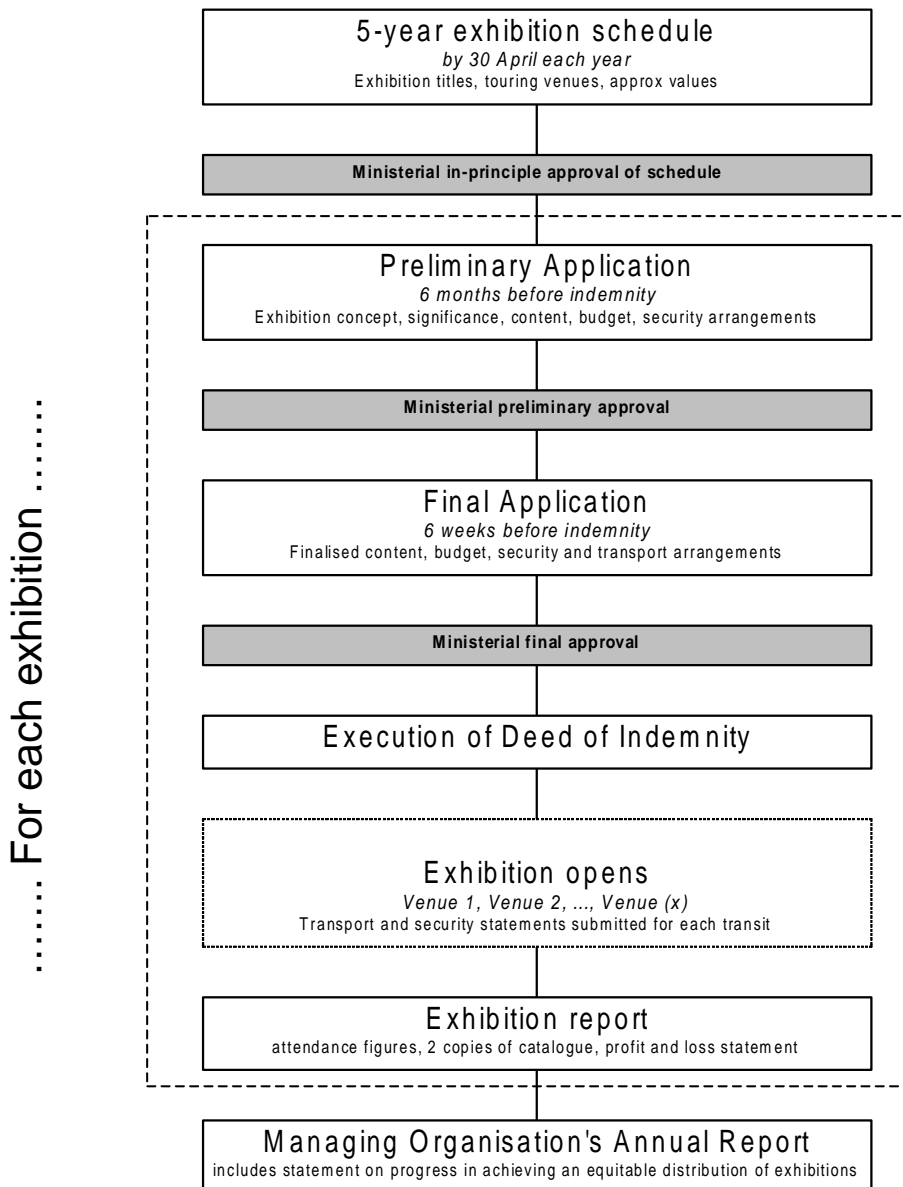 5-year exhibition schedule
by 30 April each year
Exhibition titles, touring venues, approx values
Ministerial in-principle approval of schedule
Preliminary Application
6 months before indemnity
Exhibition concept, significance, content, budget, security arrangements
Ministerial preliminary approval
Final Application
6 weeks before indemnity
Finalised content, budget, security and transport arrangements
Ministerial final approval
Execution of Deed of Indemnity
Exhibition opens
Venue 1, Venue 2, ..., Venue (x)
Transport and security statements submitted for each transit
Exhibition report
attendance figures, 2 copies of catalogue, profit and loss statement
Managing Organisation's Annual Report
includes statement on progress in achieving an equitable distribution of exhibitions
....... For each exhibition .......